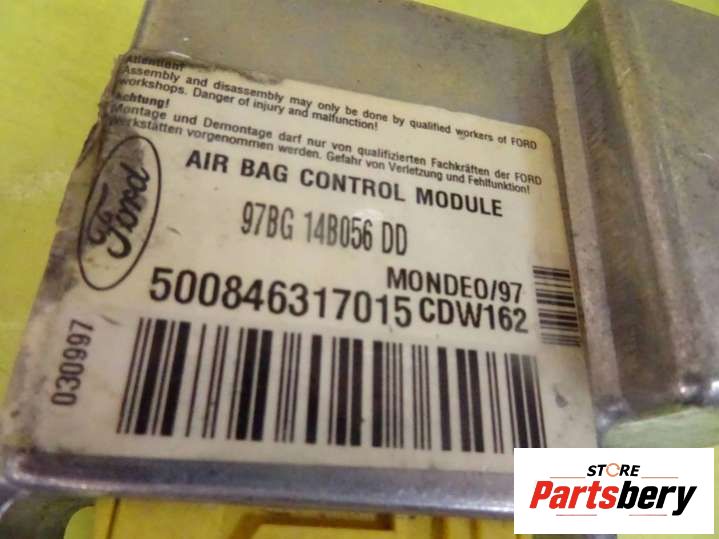 Attention!
Assembly and disassembly may only be done by qualified workers of FORD
workshops. Danger of injury and malfunction!
Achtung!
Montage und Demontage darf nur von qualifizierten Fachkräften der FORD
Werkstätten vorgenommen werden. Gefahr von Verletzung und Fehlfunktion!
Ford
AIR BAG CONTROL MODULE
97BG 14B056 DD
MONDEO/97
500846317015 CDW162
030997
STORE
Partsbery